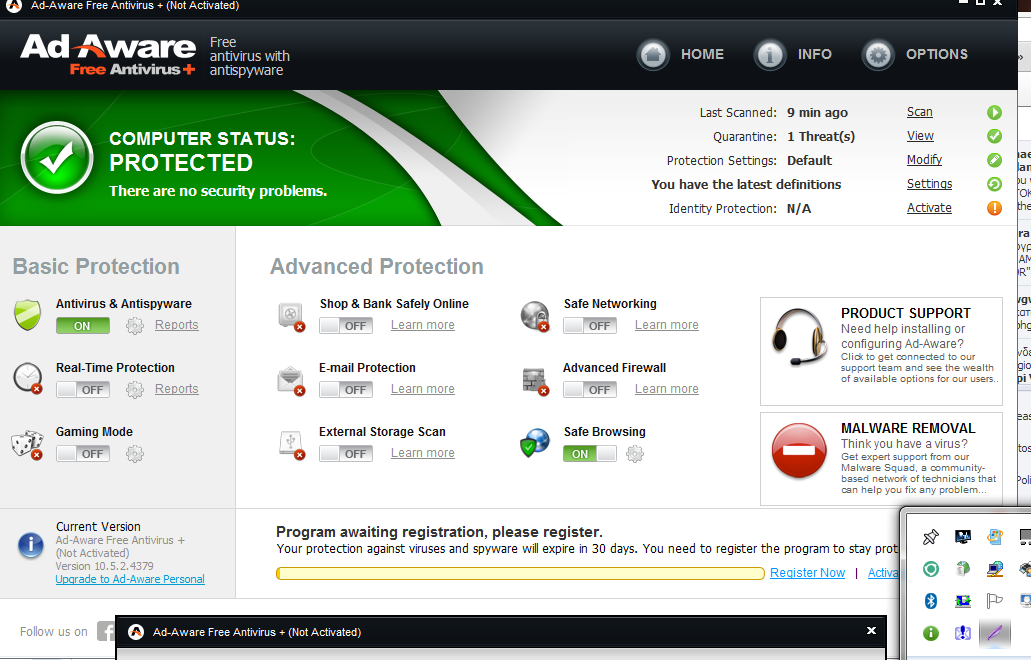 Ad-Aware Free Antivirus + (Not Activated)
Ad-Aware
Free Antivirus +
Free
antivirus with
antispyware
HOME
INFO
OPTIONS
COMPUTER STATUS:
PROTECTED
There are no security problems.
Last Scanned: 9 min ago Scan
Quarantine: 1 Threat(s) View
Protection Settings: Default Modify
You have the latest definitions Settings
Identity Protection: N/A Activate
Basic Protection
Antivirus & Antispyware
ON Reports
Real-Time Protection
OFF Reports
Gaming Mode
OFF
Advanced Protection
Shop & Bank Safely Online
OFF Learn more
E-mail Protection
OFF Learn more
External Storage Scan
OFF Learn more
Safe Networking
OFF Learn more
Advanced Firewall
OFF Learn more
Safe Browsing
ON
PRODUCT SUPPORT
Need help installing or
configuring Ad-Aware?
Click to get connected to our
support team and see the wealth
of available options for our users..
MALWARE REMOVAL
Think you have a virus?
Get expert support from our
Malware Squad, a community-
based network of technicians that
can help you fix any problem...
Current Version
Ad-Aware Free Antivirus +
(Not Activated)
Version 10.5.2.4379
Upgrade to Ad-Aware Personal
Program awaiting registration, please register.
Your protection against viruses and spyware will expire in 30 days. You need to register the program to stay prot
Register Now | Activa
Follow us on
Ad-Aware Free Antivirus + (Not Activated)